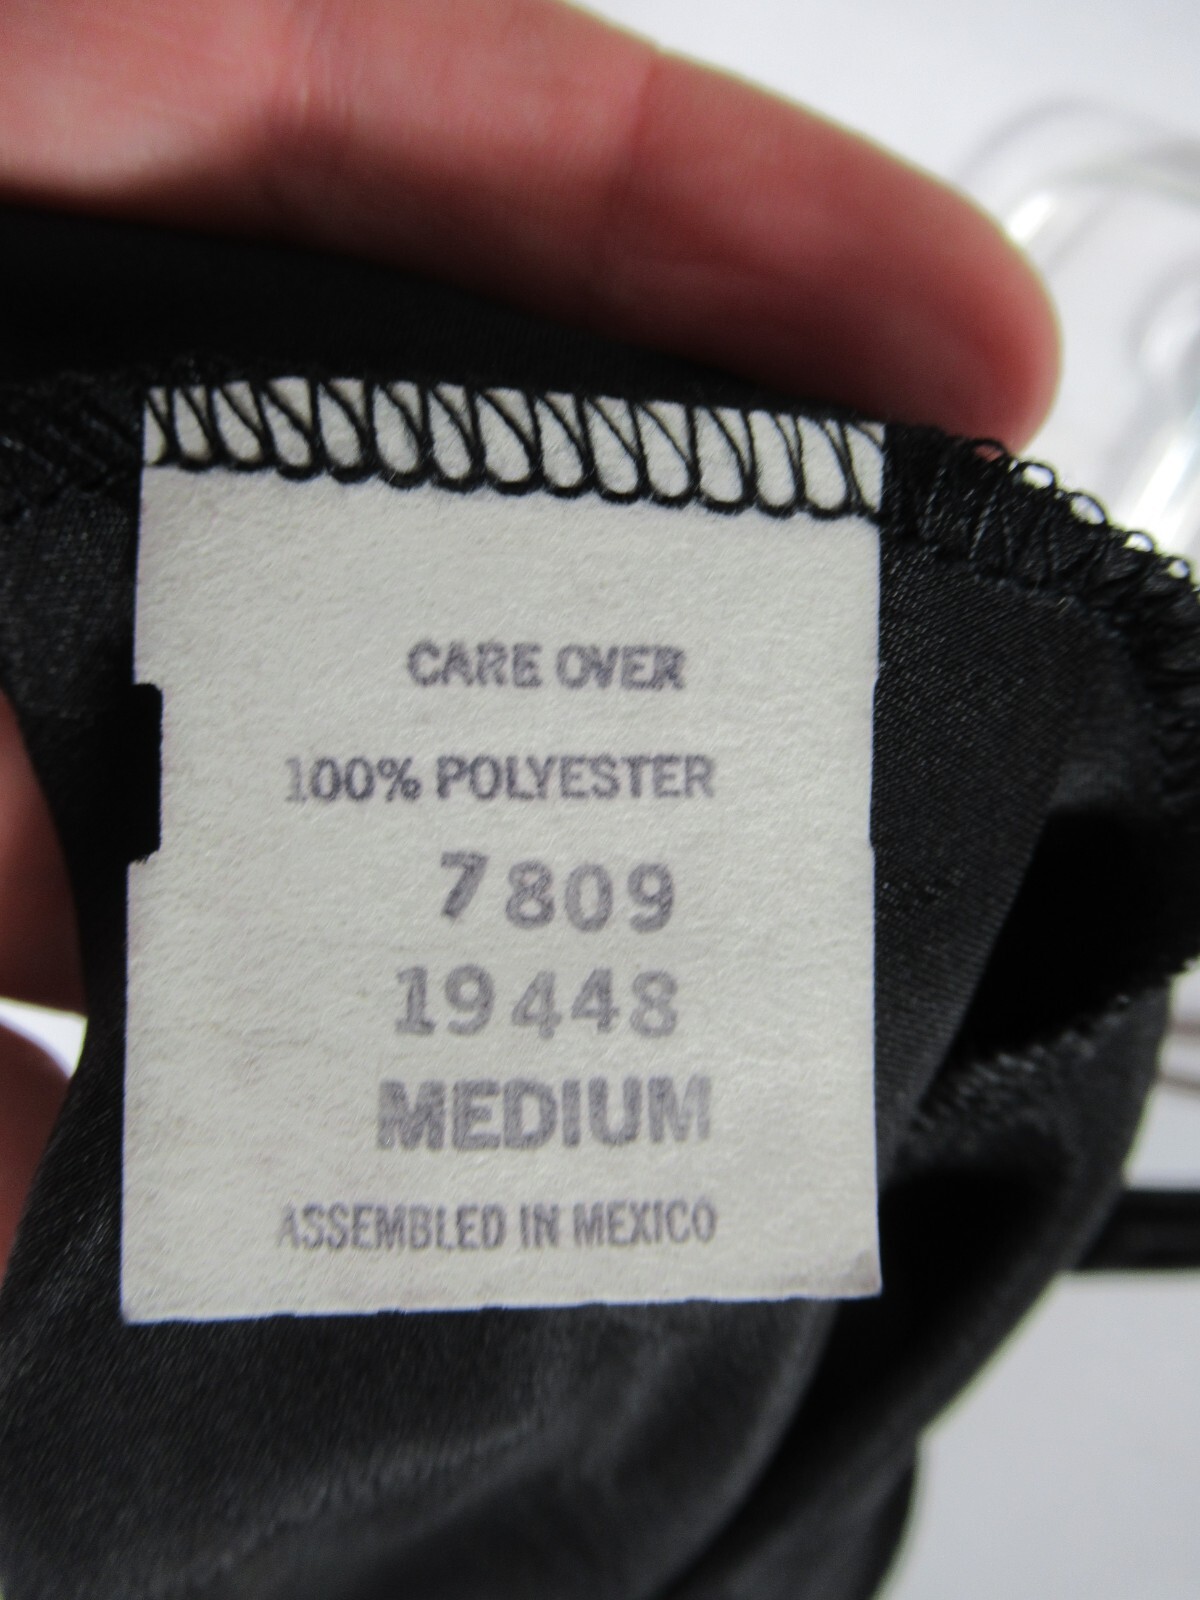 CARE OVER
100% POLYESTER
7809
19448
MEDIUM
ASSEMBLED IN MEXICO